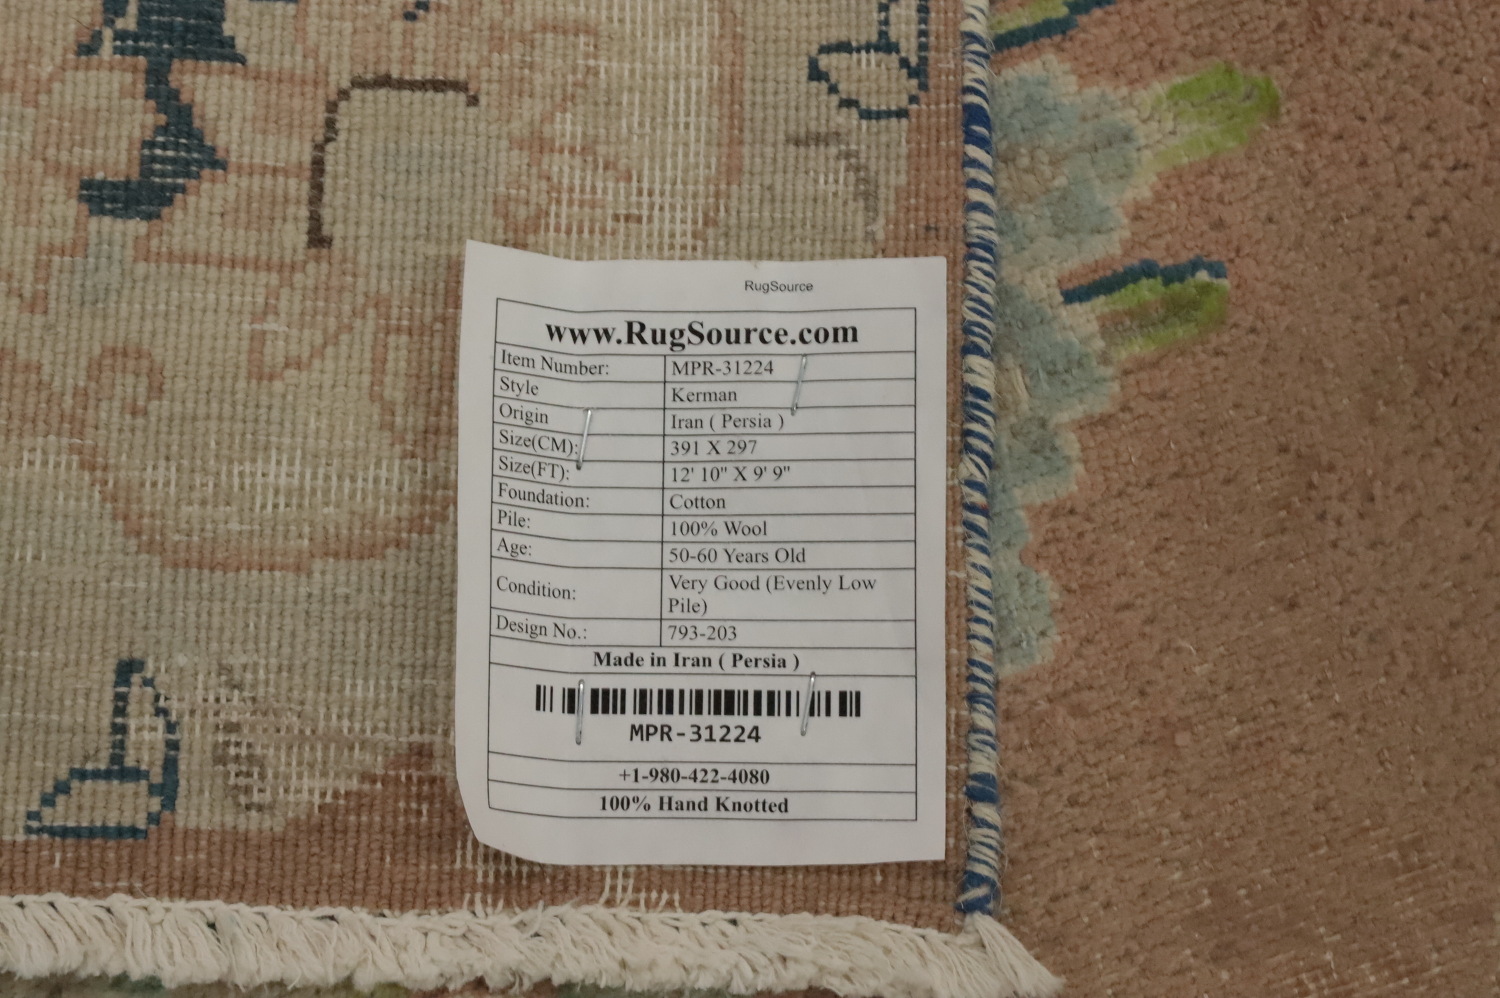 RugSource
www.RugSource.com
Item Number: MPR-31224
Style Kerman
Origin Iran ( Persia )
Size(CM): 391 X 297
Size(FT): 12' 10" X 9' 9"
Foundation: Cotton
Pile: 100% Wool
Age: 50-60 Years Old
Condition: Very Good (Evenly Low
Pile)
Design No.: 793-203
Made in Iran ( Persia )
MPR-31224
+1-980-422-4080
100% Hand Knotted